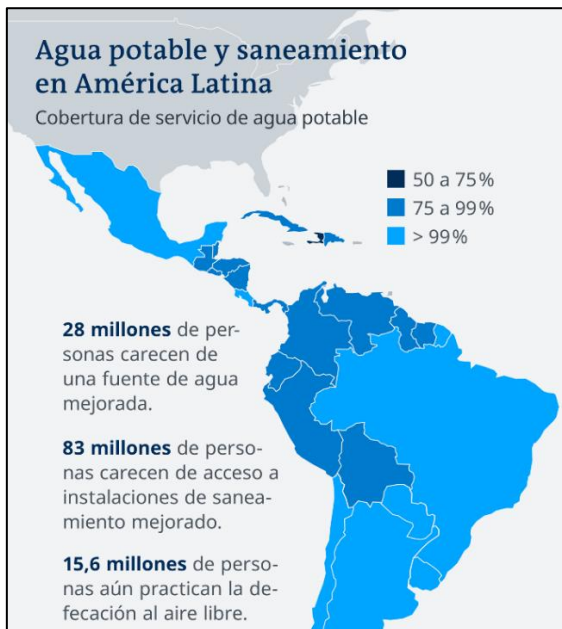 Agua potable y saneamiento
en América Latina
Cobertura de servicio de agua potable
50 a 75%
75 a 99%
> 99%
28 millones de per-
sonas carecen de
una fuente de agua
mejorada.
83 millones de perso-
nas carecen de acceso a
instalaciones de sanea-
miento mejorado.
15,6 millones de perso-
nas aún practican la de-
fecación al aire libre.